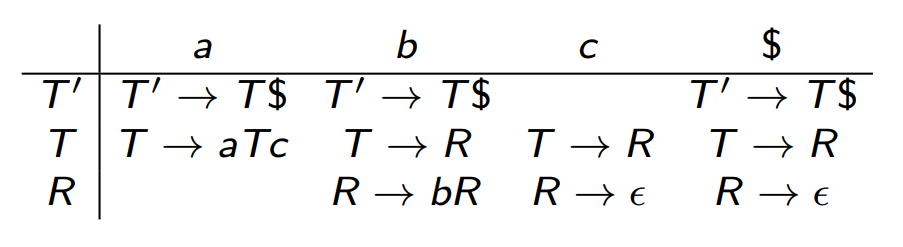 a b c $
T′ T′ → T$ T′ → T$ T′ → T$
T T → aTc T → R T → R T → R
R R → bR R → ϵ R → ϵ